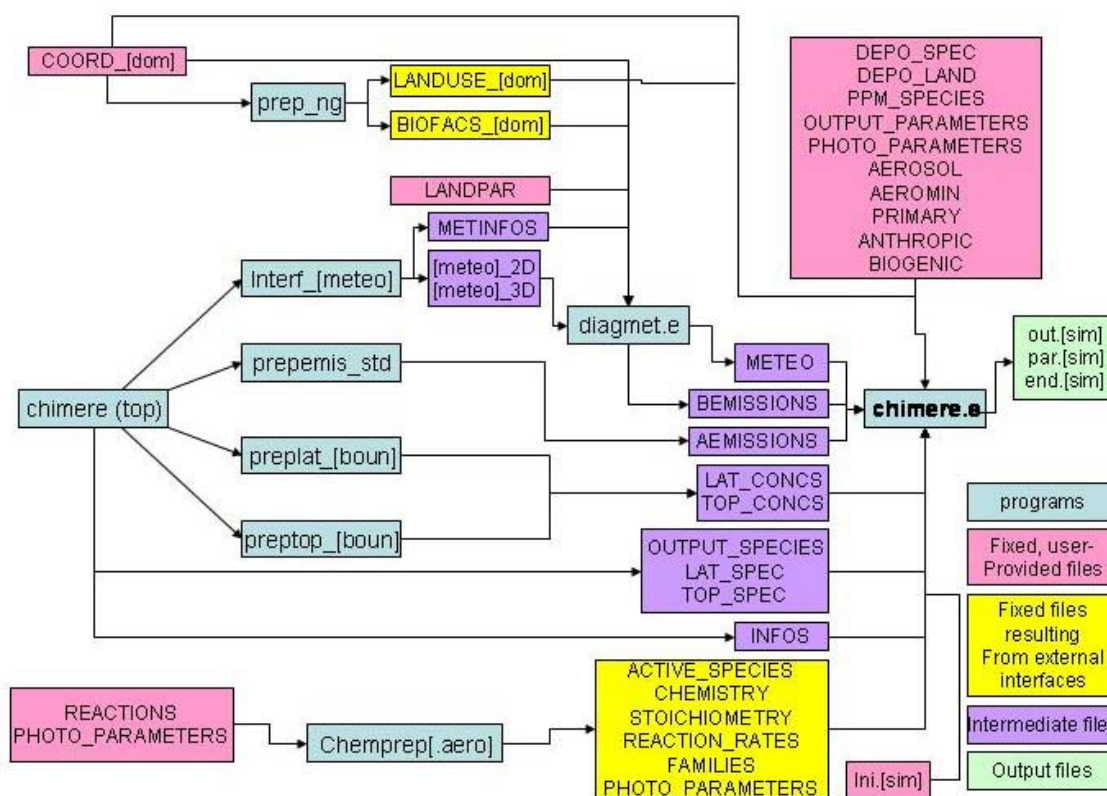 COORD_[dom]
prep_ng
LANDUSE_[dom]
BIOFACS_[dom]
LANDPAR
METINFOS
Interf_[meteo]
[meteo]_2D
[meteo]_3D
diagmet.e
prepemis_std
METEO
chimere (top)
BEMISSIONS
AEMISSIONS
preplat_[boun]
LAT_CONCS
TOP_CONCS
preptop_[boun]
OUTPUT_SPECIES
LAT_SPEC
TOP_SPEC
INFOS
REACTIONS
PHOTO_PARAMETERS
Chemprep[.aero]
ACTIVE_SPECIES
CHEMISTRY
STOICHIOMETRY
REACTION_RATES
FAMILIES
PHOTO_PARAMETERS
DEPO_SPEC
DEPO_LAND
PPM_SPECIES
OUTPUT_PARAMETERS
PHOTO_PARAMETERS
AEROSOL
AEROMIN
PRIMARY
ANTHROPIC
BIOGENIC
chimere.e
out.[sim]
par.[sim]
end.[sim]
Ini.[sim]
programs
Fixed, user-
Provided files
Fixed files
resulting
From external
interfaces
Intermediate file
Output files